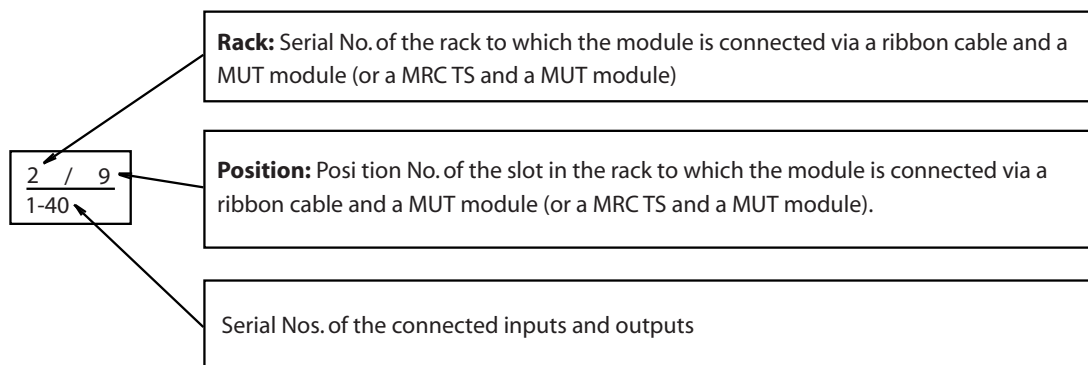 Rack: Serial No. of the rack to which the module is connected via a ribbon cable and a
MUT module (or a MRC TS and a MUT module)
2 / 9
1-40
Position: Posi tion No. of the slot in the rack to which the module is connected via a
ribbon cable and a MUT module (or a MRC TS and a MUT module).
Serial Nos. of the connected inputs and outputs